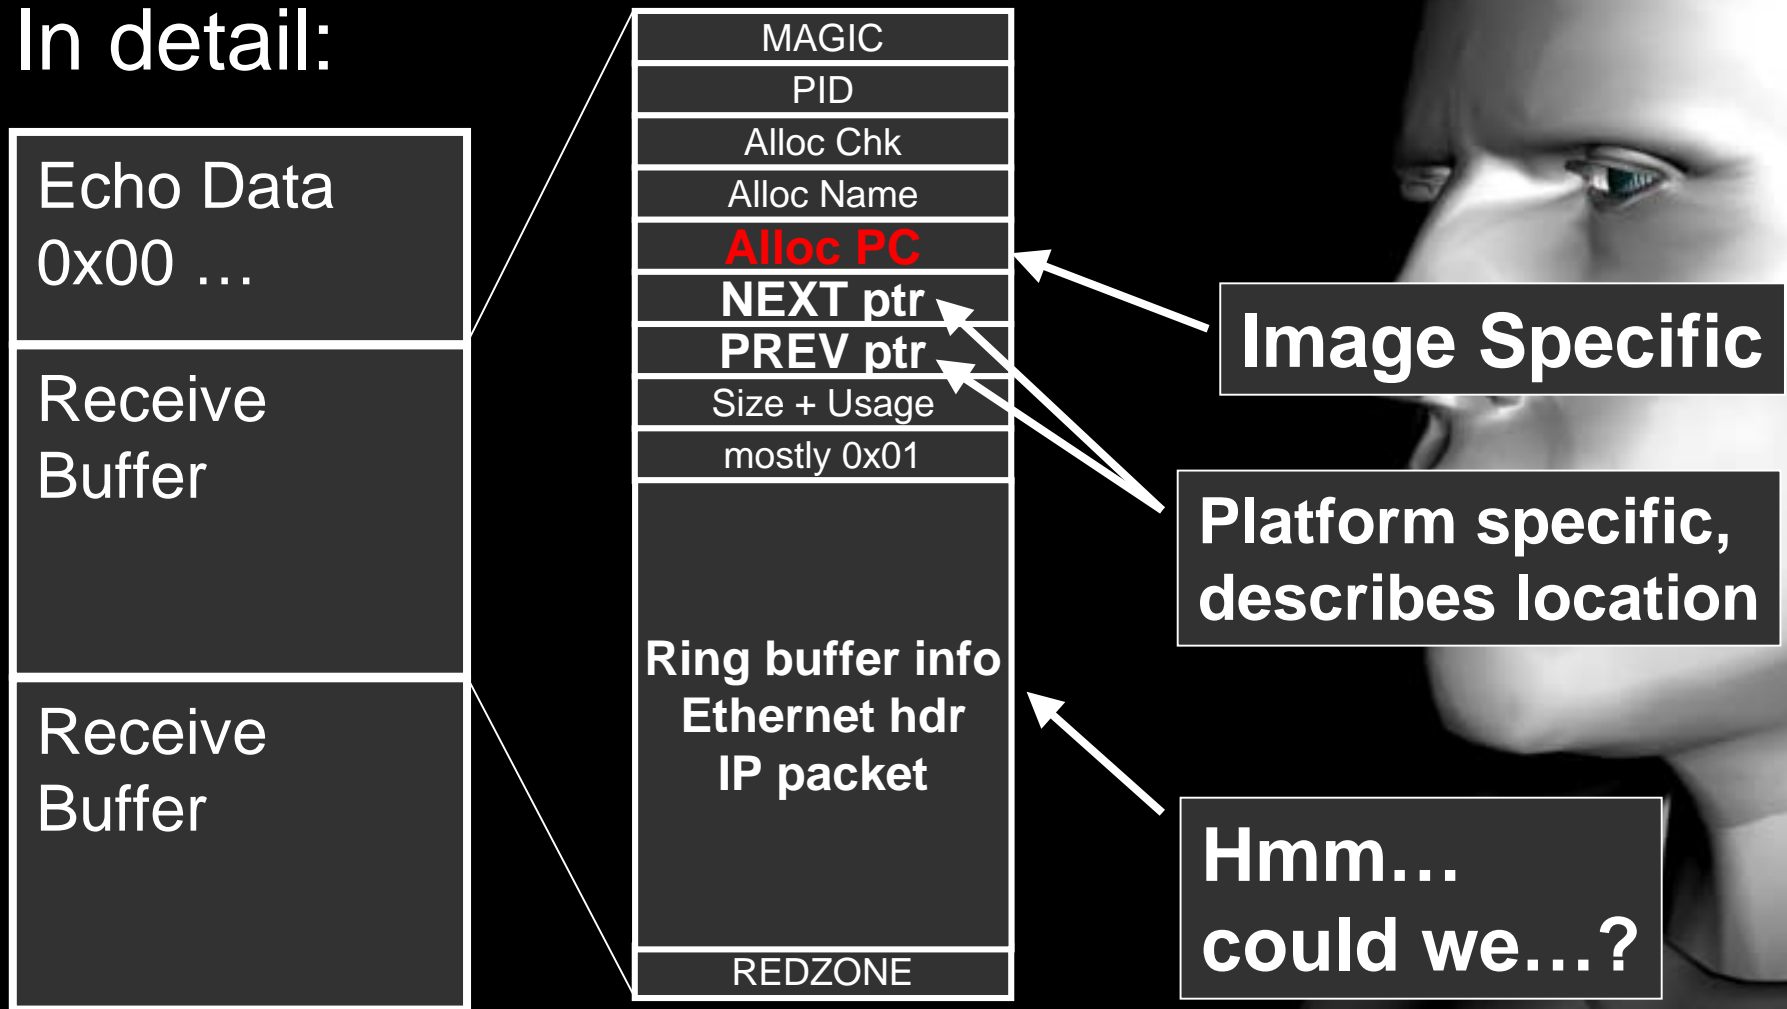 In detail:
Echo Data
0x00 …
Receive
Buffer
Receive
Buffer
MAGIC
PID
Alloc Chk
Alloc Name
Alloc PC
NEXT ptr
PREV ptr
Size + Usage
mostly 0x01
Ring buffer info
Ethernet hdr
IP packet
REDZONE
Image Specific
Platform specific,
describes location
Hmm…
could we…?